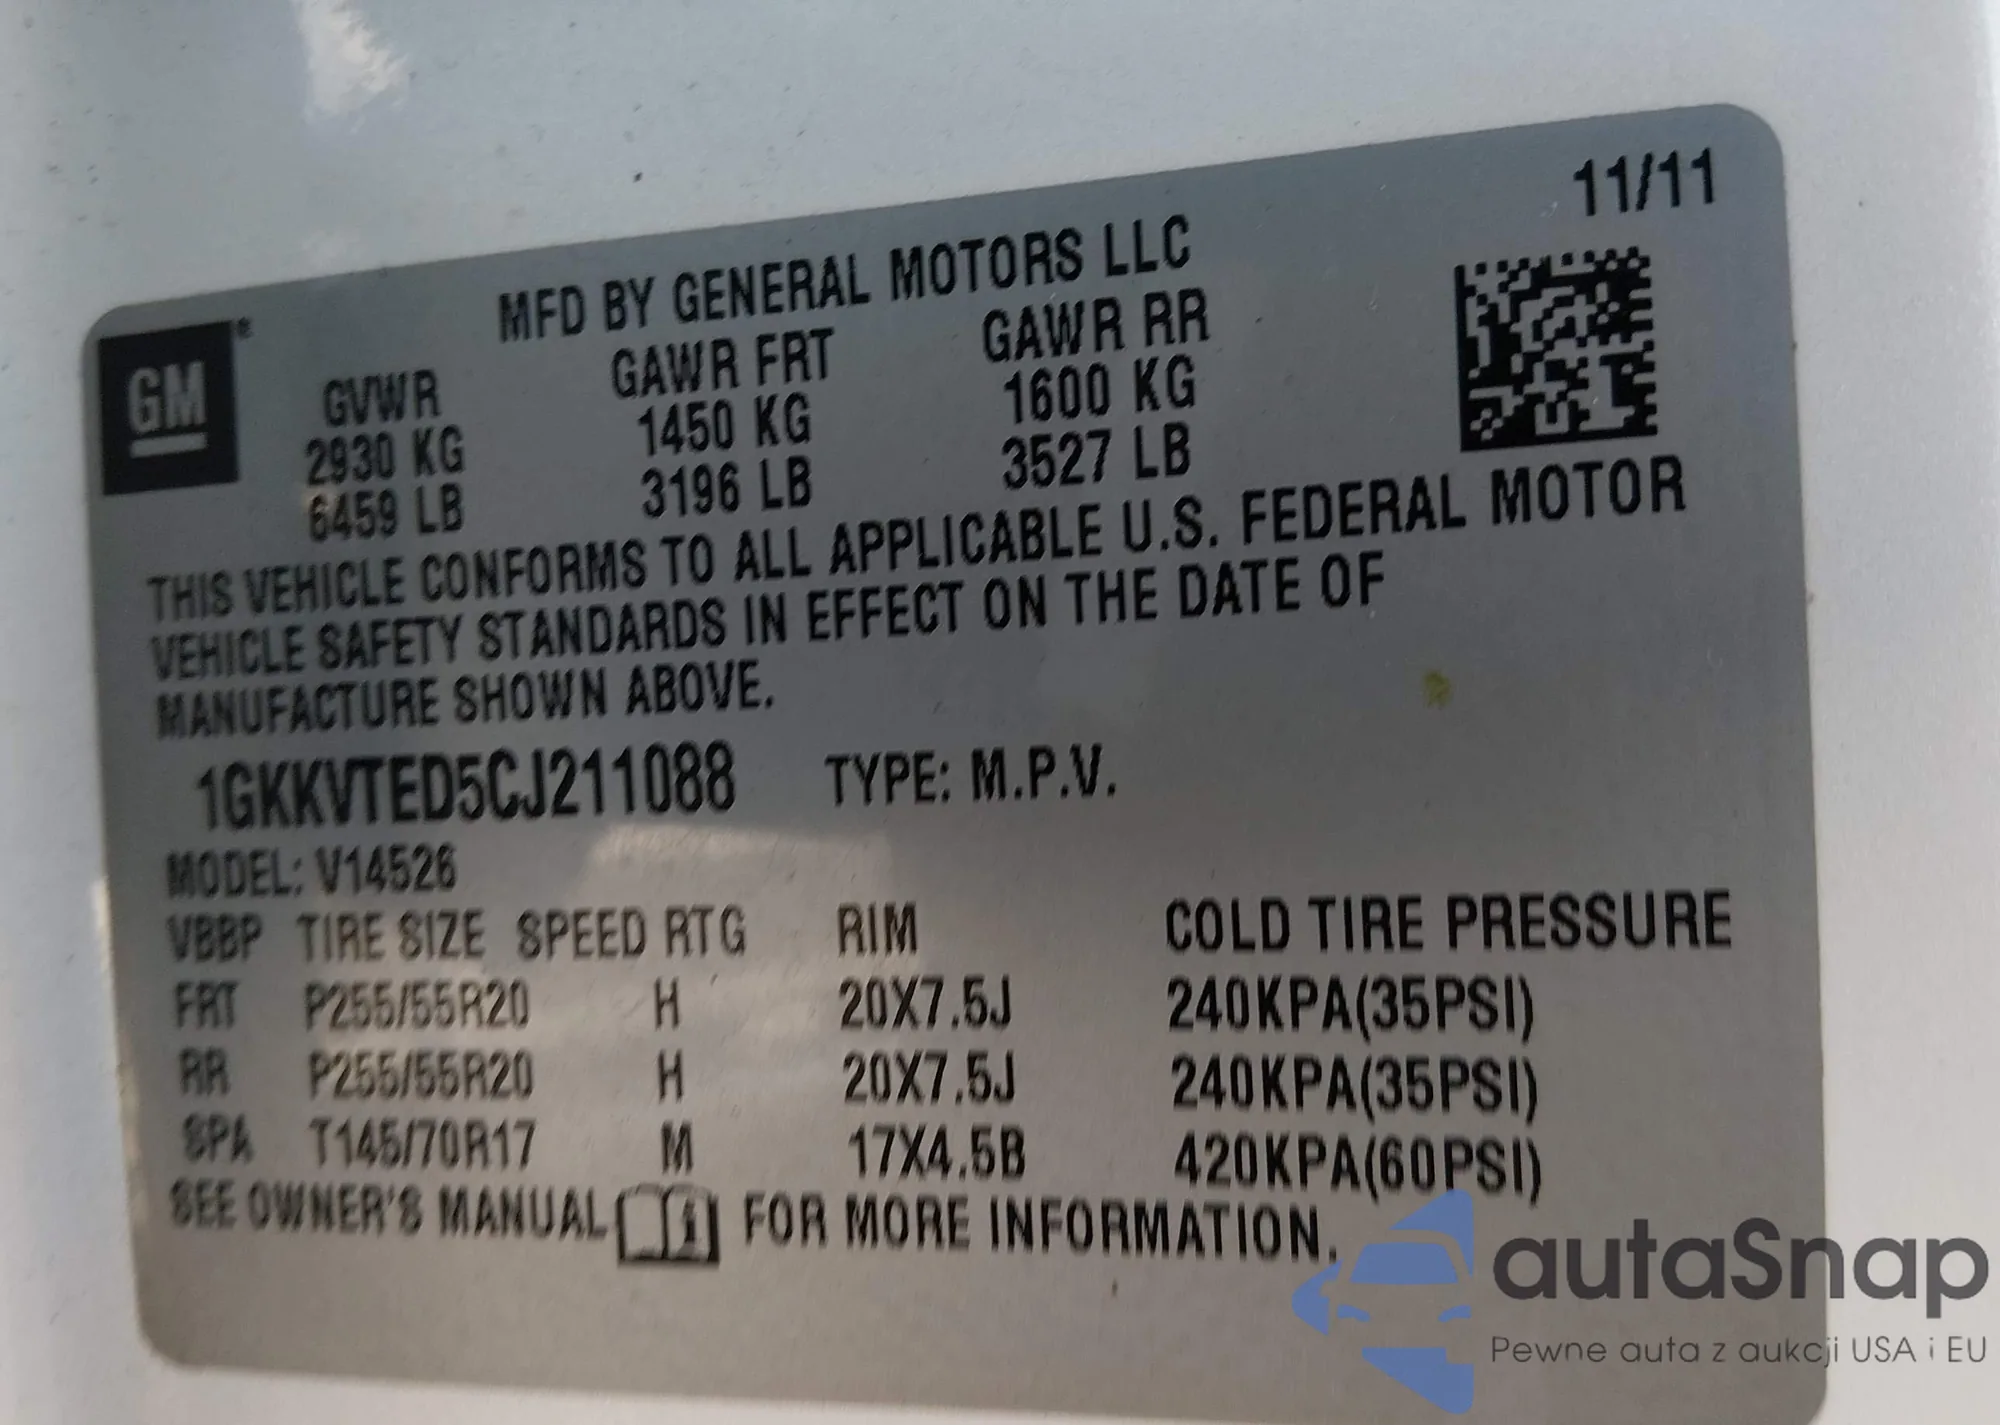 11/11
MFD BY GENERAL MOTORS LLC
GM®
GVWR GAWR FRT GAWR RR
2930 KG 1450 KG 1600 KG
6459 LB 3196 LB 3527 LB
THIS VEHICLE CONFORMS TO ALL APPLICABLE U.S. FEDERAL MOTOR
VEHICLE SAFETY STANDARDS IN EFFECT ON THE DATE OF
MANUFACTURE SHOWN ABOVE.
1GKKVTED5CJ211088 TYPE: M.P.V.
MODEL: V14526
VBBP TIRE SIZE SPEED RTG RIM COLD TIRE PRESSURE
FRT P255/55R20 H 20X7.5J 240KPA(35PSI)
RR P255/55R20 H 20X7.5J 240KPA(35PSI)
SPA T145/70R17 M 17X4.5B 420KPA(60PSI)
SEE OWNER'S MANUAL i FOR MORE INFORMATION.
autaSnap
Pewne auta z aukcji USA i EU